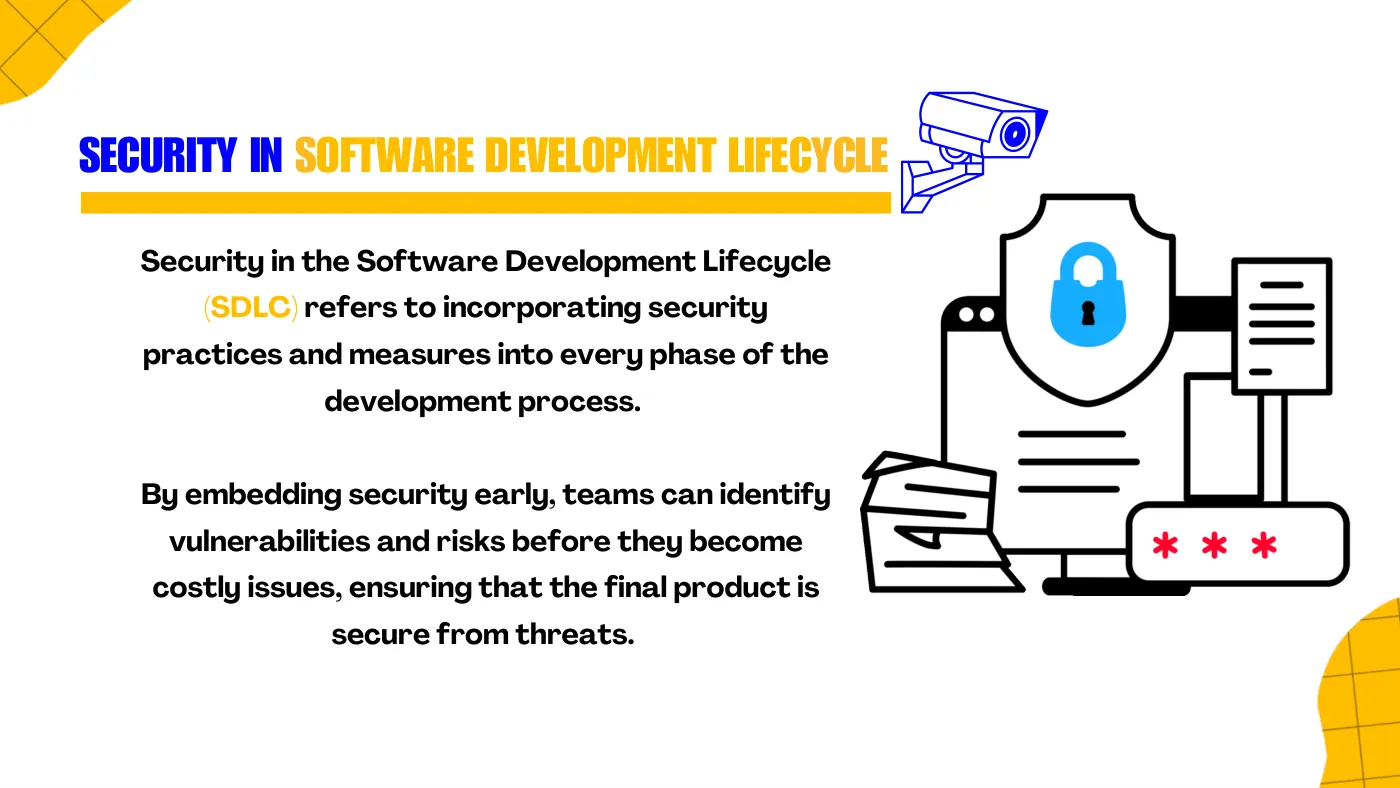 SECURITY IN SOFTWARE DEVELOPMENT LIFECYCLE
Security in the Software Development Lifecycle
(SDLC) refers to incorporating security
practices and measures into every phase of the
development process.
By embedding security early, teams can identify
vulnerabilities and risks before they become
costly issues, ensuring that the final product is
secure from threats.
***